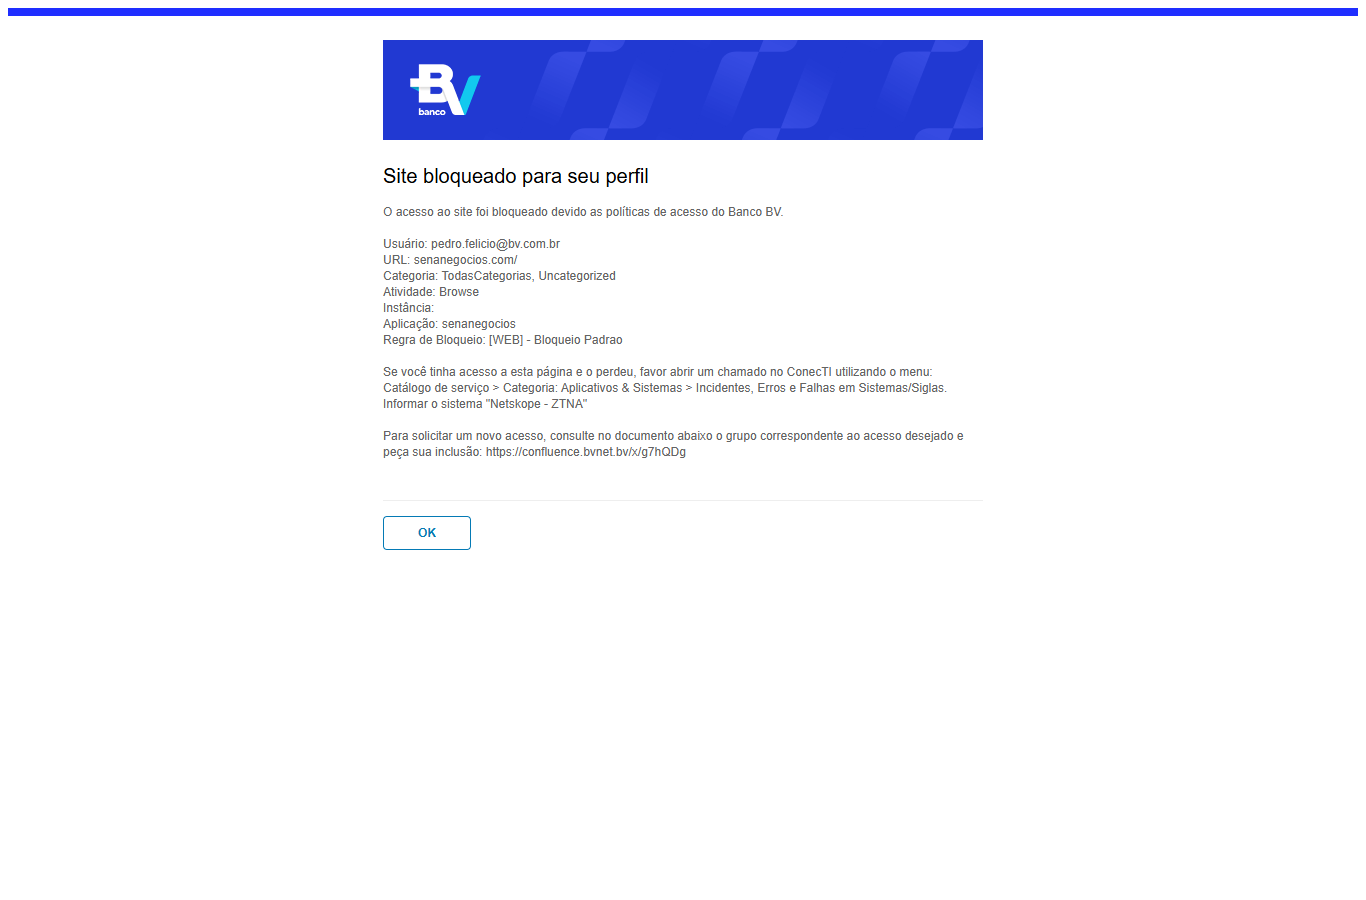 BV
banco
Site bloqueado para seu perfil
O acesso ao site foi bloqueado devido as políticas de acesso do Banco BV.
Usuário: pedro.felicio@bv.com.br
URL: senanegocios.com/
Categoria: TodasCategorias, Uncategorized
Atividade: Browse
Instância:
Aplicação: senanegocios
Regra de Bloqueio: [WEB] - Bloqueio Padrao
Se você tinha acesso a esta página e o perdeu, favor abrir um chamado no ConecTI utilizando o menu:
Catálogo de serviço > Categoria: Aplicativos & Sistemas > Incidentes, Erros e Falhas em Sistemas/Siglas.
Informar o sistema "Netskope - ZTNA"
Para solicitar um novo acesso, consulte no documento abaixo o grupo correspondente ao acesso desejado e
peça sua inclusão: https://confluence.bvnet.bv/x/g7hQDg
OK